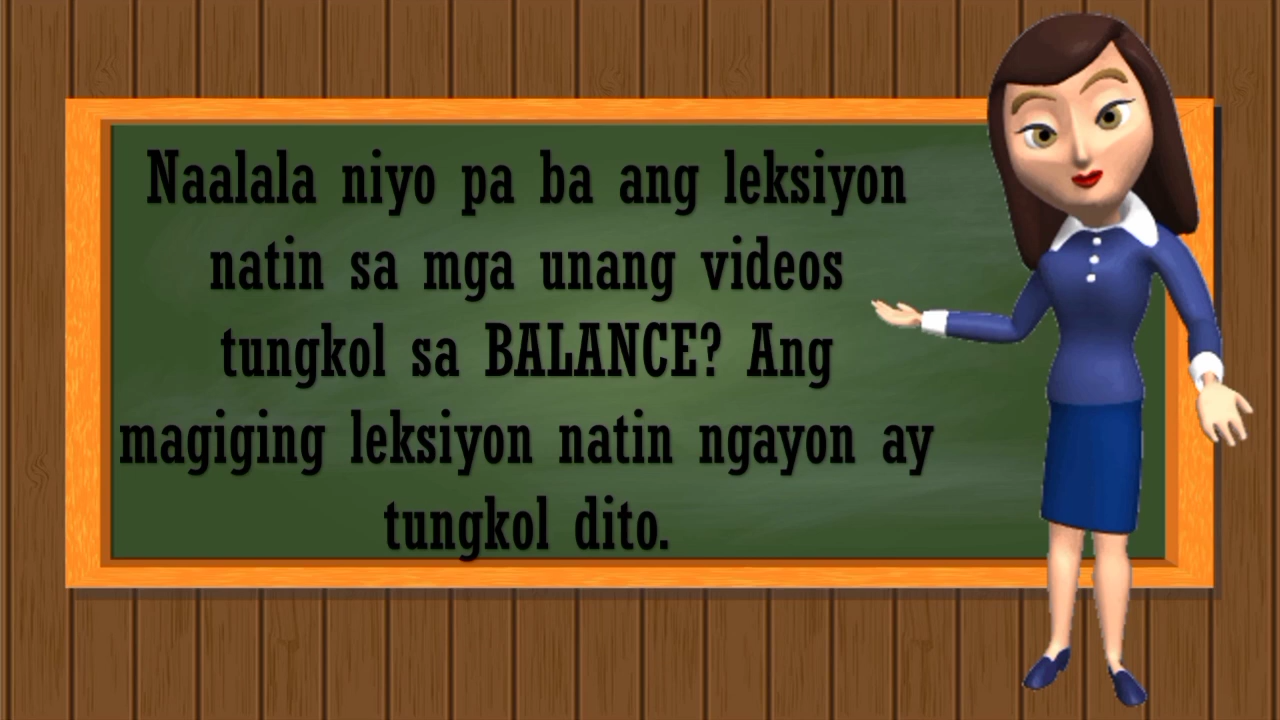 Naalala niyo pa ba ang leksiyon
natin sa mga unang videos
tungkol sa BALANCE? Ang
magiging leksiyon natin ngayon ay
tungkol dito.